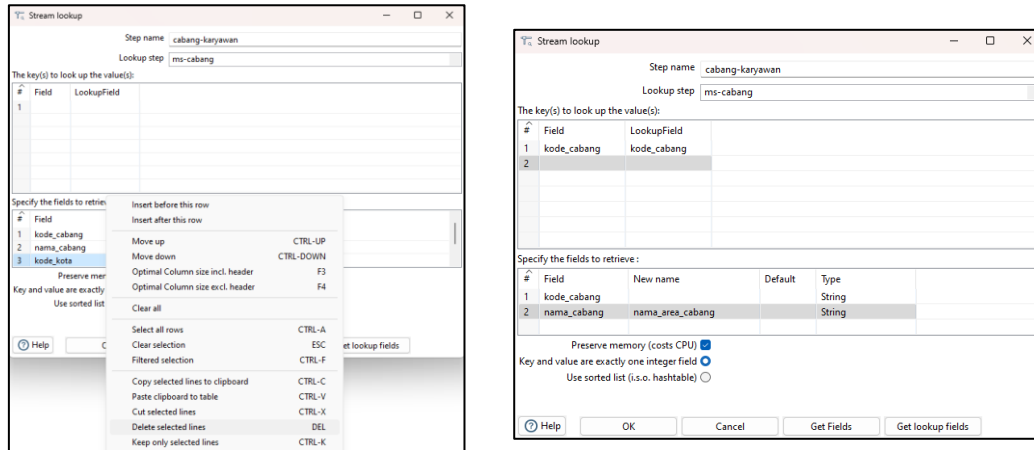 Stream lookup
Step name cabang-karyawan
Lookup step ms-cabang
The key(s) to look up the value(s):
# Field LookupField
1
Specify the fields to retrie
# Field
1 kode_cabang
2 nama_cabang
3 kode_kota
Preserve mem
Key and value are exactly
Use sorted list
Help C et lookup fields
Insert before this row
Insert after this row
Move up CTRL-UP
Move down CTRL-DOWN
Optimal Column size incl. header F3
Optimal Column size excl. header F4
Clear all
Select all rows CTRL-A
Clear selection ESC
Filtered selection CTRL-F
Copy selected lines to clipboard CTRL-C
Paste clipboard to table CTRL-V
Cut selected lines CTRL-X
Delete selected lines DEL
Keep only selected lines CTRL-K
Stream lookup
Step name cabang-karyawan
Lookup step ms-cabang
The key(s) to look up the value(s):
# Field LookupField
1 kode_cabang kode_cabang
2
Specify the fields to retrieve :
# Field New name Default Type
1 kode_cabang String
2 nama_cabang nama_area_cabang String
Preserve memory (costs CPU)
Key and value are exactly one integer field
Use sorted list (i.s.o. hashtable)
Help OK Cancel Get Fields Get lookup fields